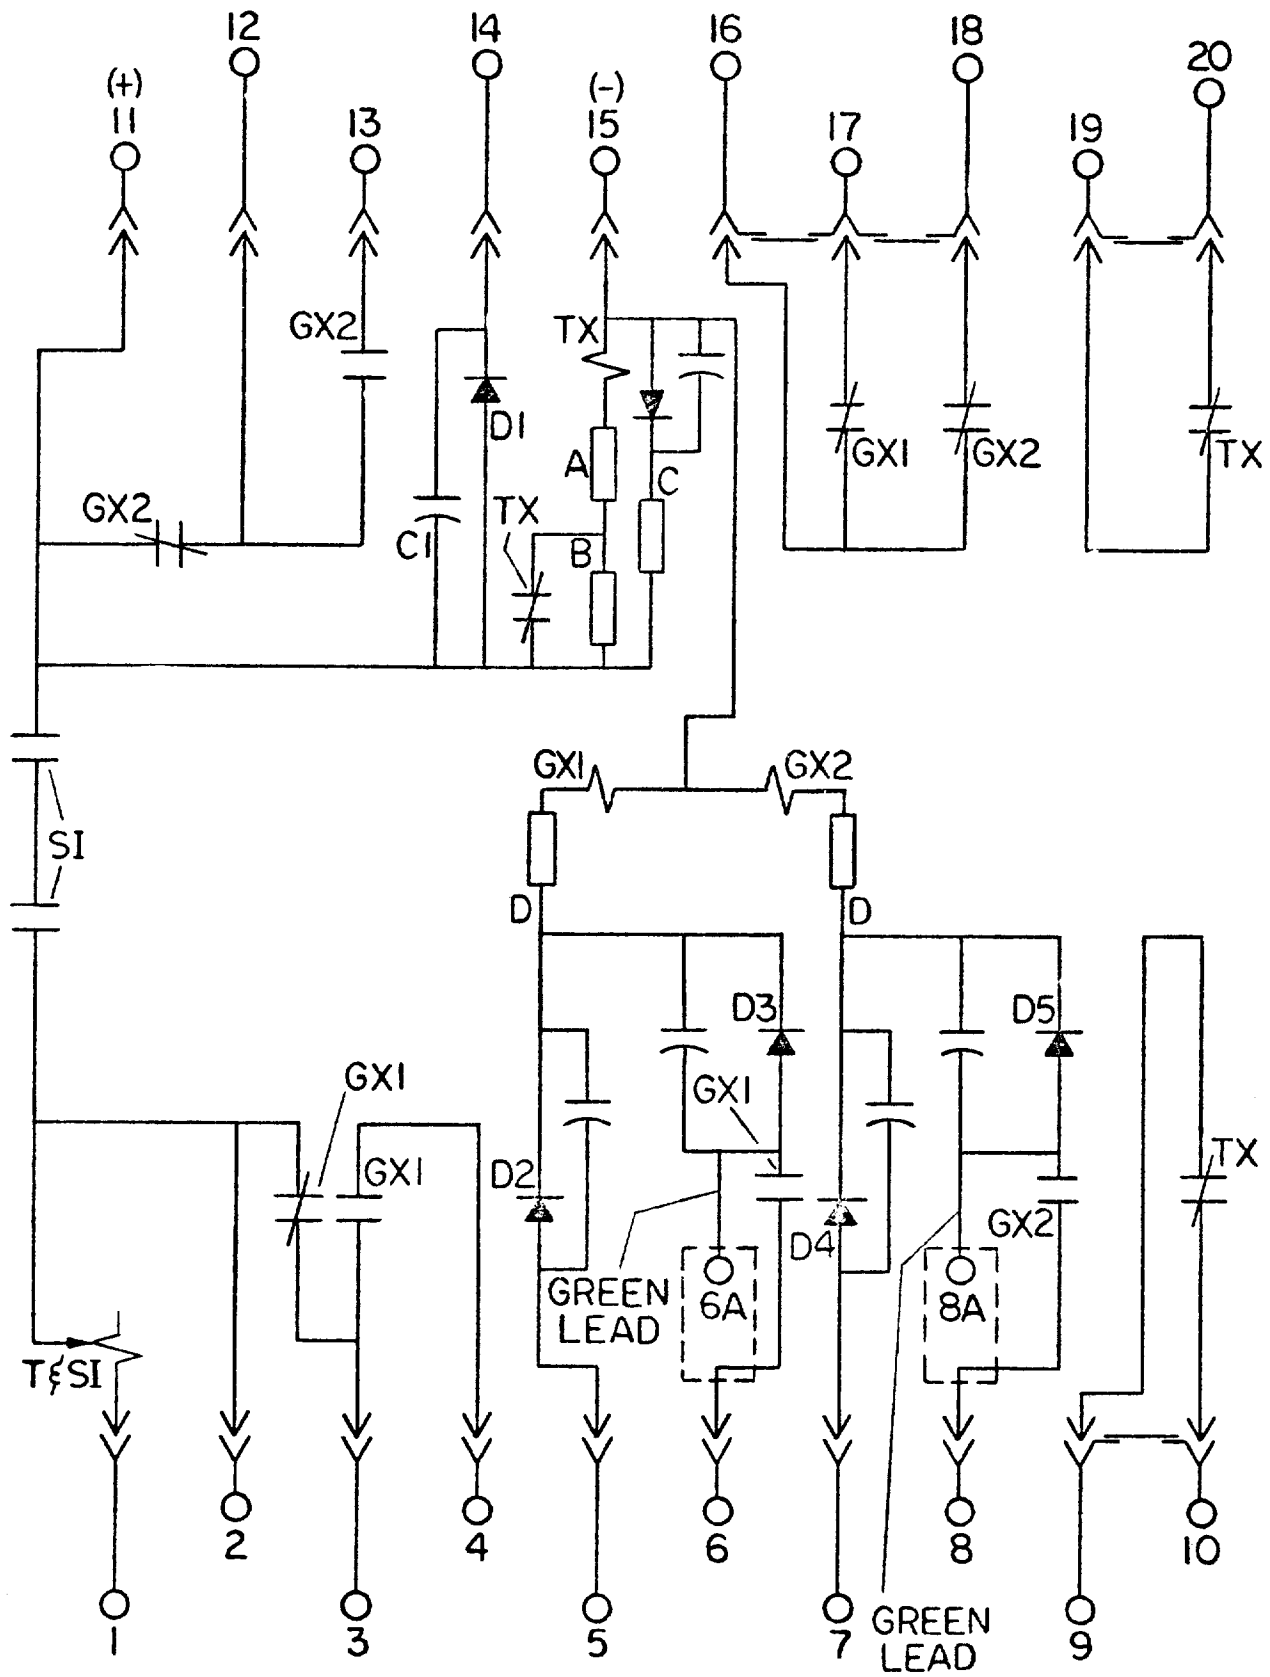 12
14
16
18
(+)
11
13
(-)
15
17
19
20
GX2
TX
D1
A
C
GX1
GX2
TX
GX2
C1
TX
B
GX1
GX2
SI
D
D
D3
D5
GX1
GX1
GX1
D2
TX
D4
GX2
GREEN
LEAD
6A
8A
T&SI
2
4
6
8
10
1
3
5
7
9
GREEN
LEAD